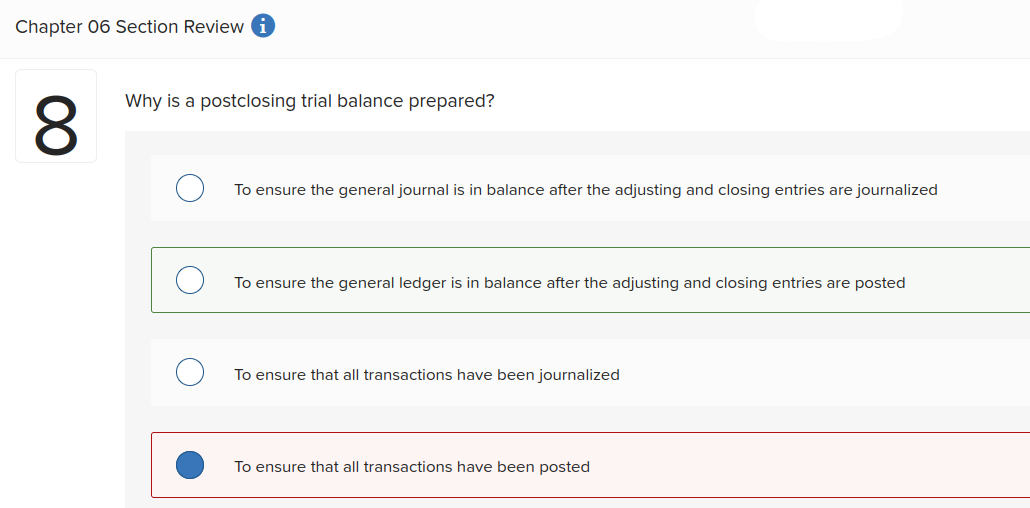 Chapter 06 Section Review i
8
Why is a postclosing trial balance prepared?
To ensure the general journal is in balance after the adjusting and closing entries are journalized
To ensure the general ledger is in balance after the adjusting and closing entries are posted
To ensure that all transactions have been journalized
To ensure that all transactions have been posted